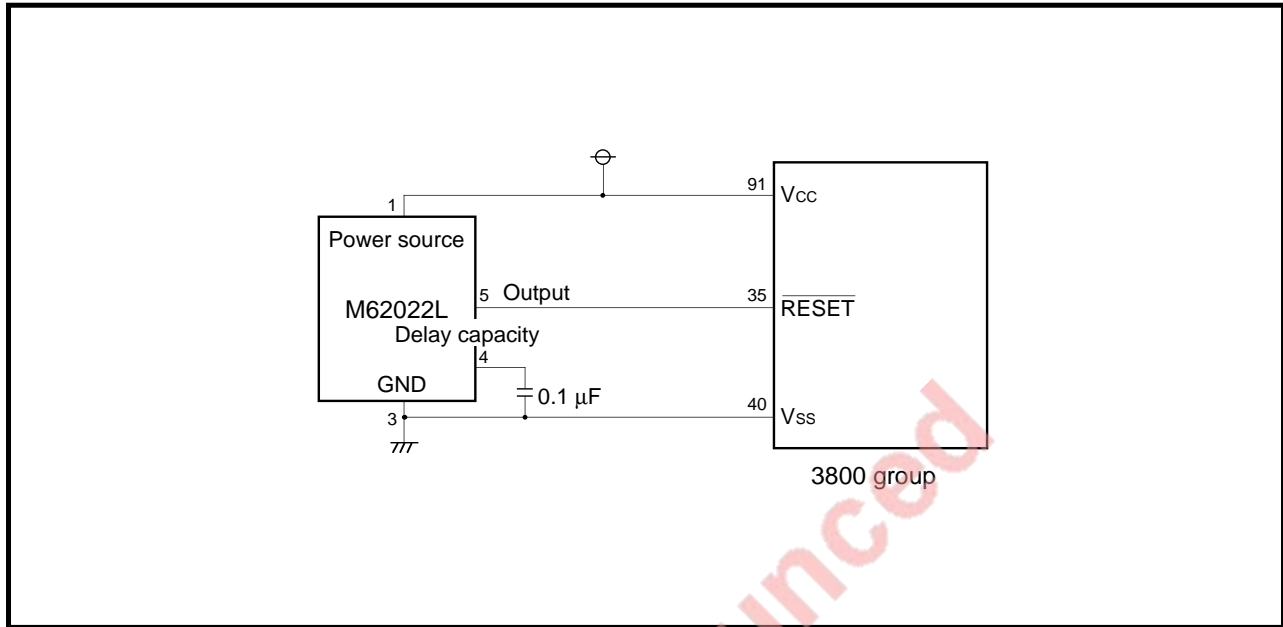 91 VCC
1
Power source
5 Output
35 RESET
M62022L
Delay capacity
4
GND
0.1 μF
3
40 VSS
3800 group
unced